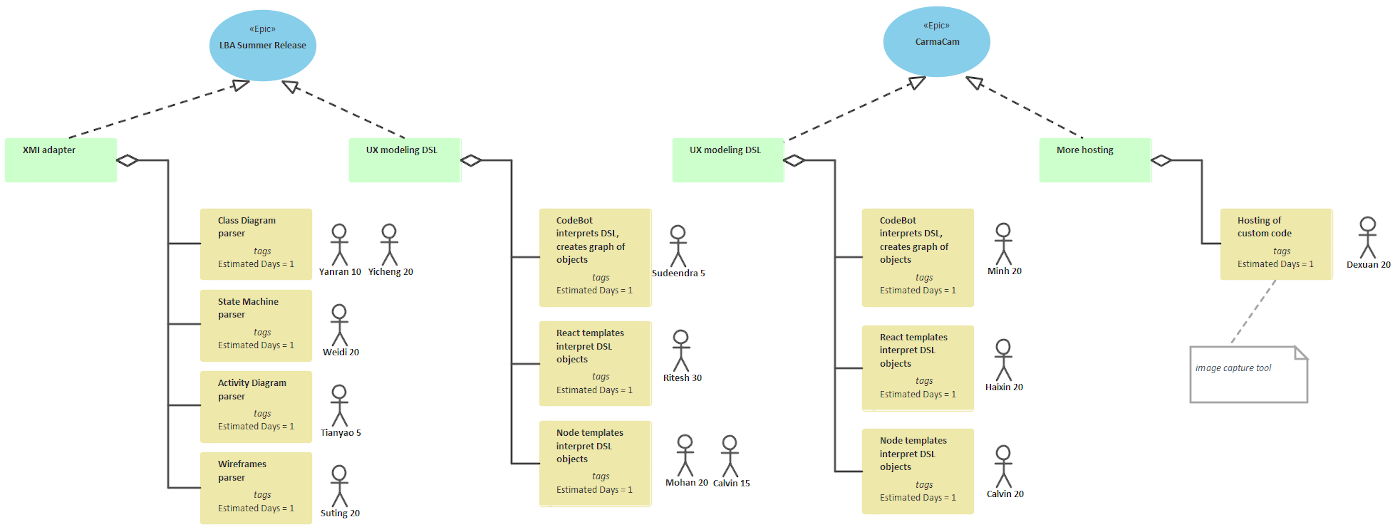 «Epic»
LBA Summer Release
«Epic»
CarmaCam
XMI adapter
UX modeling DSL
UX modeling DSL
More hosting
Class Diagram
parser
tags
Estimated Days = 1
Yanran 10
Yicheng 20
State Machine
parser
tags
Estimated Days = 1
Weidi 20
Activity Diagram
parser
tags
Estimated Days = 1
Tianyao 5
Wireframes
parser
tags
Estimated Days = 1
Suting 20
CodeBot
interprets DSL,
creates graph of
objects
tags
Estimated Days = 1
Sudeendra 5
React templates
interpret DSL
objects
tags
Estimated Days = 1
Ritesh 30
Node templates
interpret DSL
objects
tags
Estimated Days = 1
Mohan 20
Calvin 15
CodeBot
interprets DSL,
creates graph of
objects
tags
Estimated Days = 1
Minh 20
React templates
interpret DSL
objects
tags
Estimated Days = 1
Haixin 20
Node templates
interpret DSL
objects
tags
Estimated Days = 1
Calvin 20
Hosting of
custom code
tags
Estimated Days = 1
Dexuan 20
image capture tool